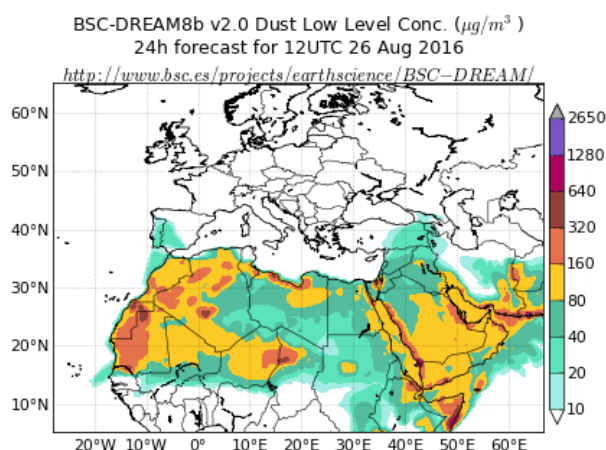 BSC-DREAM8b v2.0 Dust Low Level Conc. (μg/m³ )
24h forecast for 12UTC 26 Aug 2016
http://www.bsc.es/projects/earthscience/BSC−DREAM/
60°N
50°N
40°N
30°N
20°N
10°N
20°W 10°W 0° 10°E 20°E 30°E 40°E 50°E 60°E
2650
1280
640
320
160
80
40
20
10